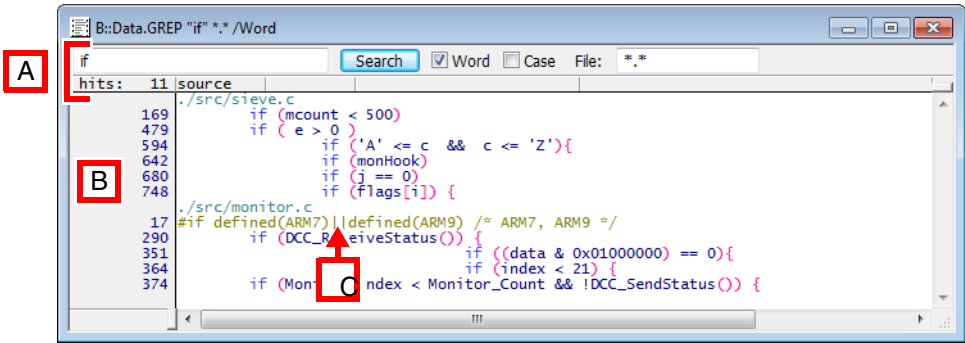 B::Data.GREP "if" *.* /Word
A
if Search Word Case File: *.*
hits: 11 source
./src/sieve.c
169 if (mcount < 500)
479 if ( e > 0 )
594 if ('A' <= c && c <= 'Z'){
B
642 if (monHook)
680 if (j == 0)
748 if (flags[i]) {
./src/monitor.c
17 #if defined(ARM7)||defined(ARM9) /* ARM7, ARM9 */
290 if (DCC_R eiveStatus()) {
351 if ((data & 0x01000000) == 0){
364 if (index < 21) {
C
374 if (Moni ndex < Monitor_Count && !DCC_SendStatus()) {